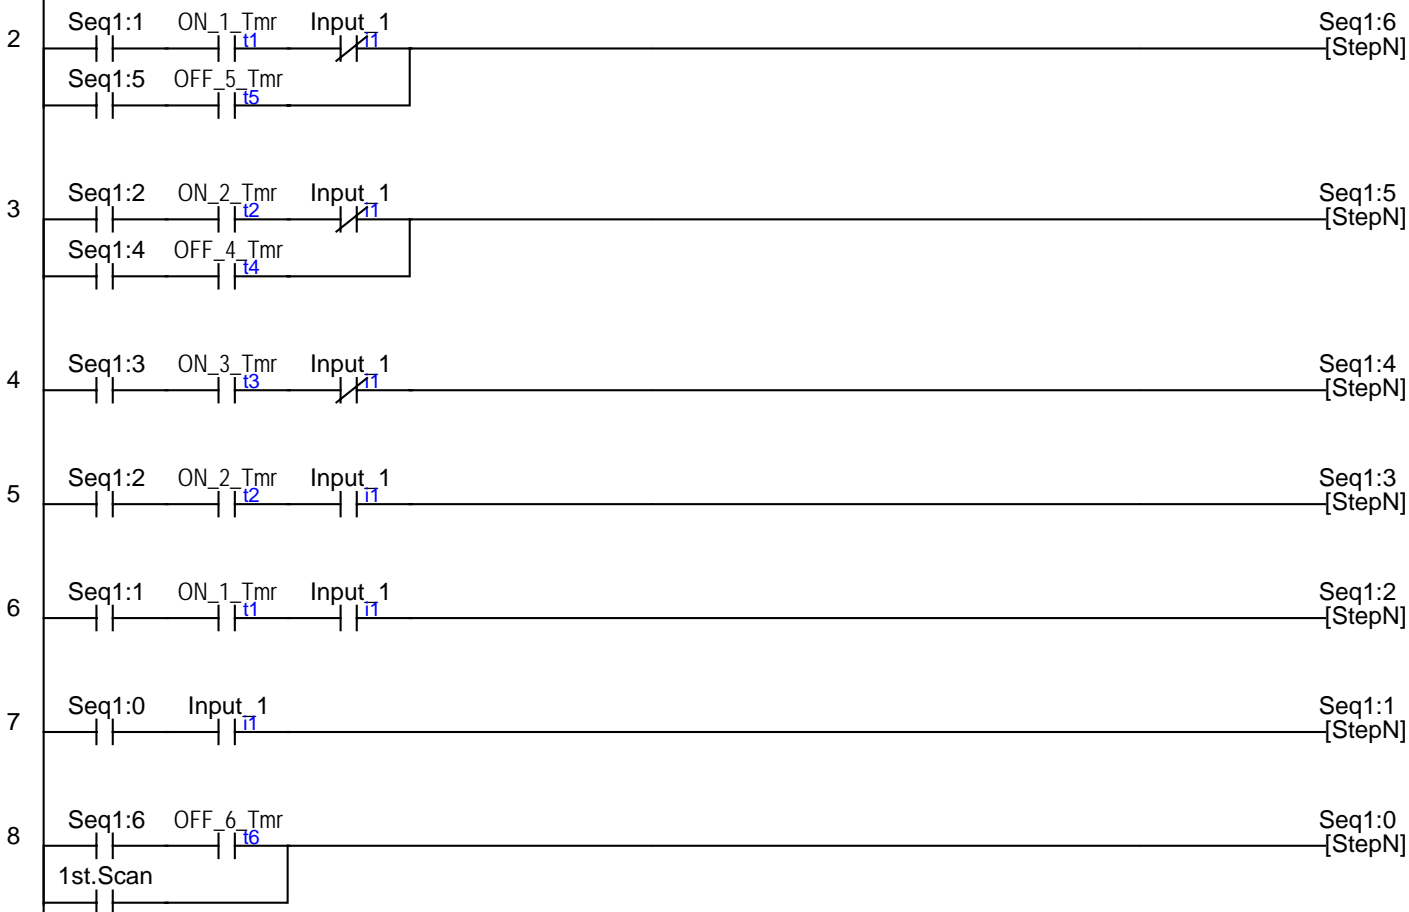 Seq1:1 ON_1_Tmr Input_1 Seq1:6
2 t1 i1 [StepN]
Seq1:5 OFF_5_Tmr
t5
Seq1:2 ON_2_Tmr Input_1 Seq1:5
3 t2 i1 [StepN]
Seq1:4 OFF_4_Tmr
t4
Seq1:3 ON_3_Tmr Input_1 Seq1:4
4 t3 i1 [StepN]
Seq1:2 ON_2_Tmr Input_1 Seq1:3
5 t2 i1 [StepN]
Seq1:1 ON_1_Tmr Input_1 Seq1:2
6 t1 i1 [StepN]
Seq1:0 Input_1 Seq1:1
7 i1 [StepN]
Seq1:6 OFF_6_Tmr Seq1:0
8 t6 [StepN]
1st.Scan